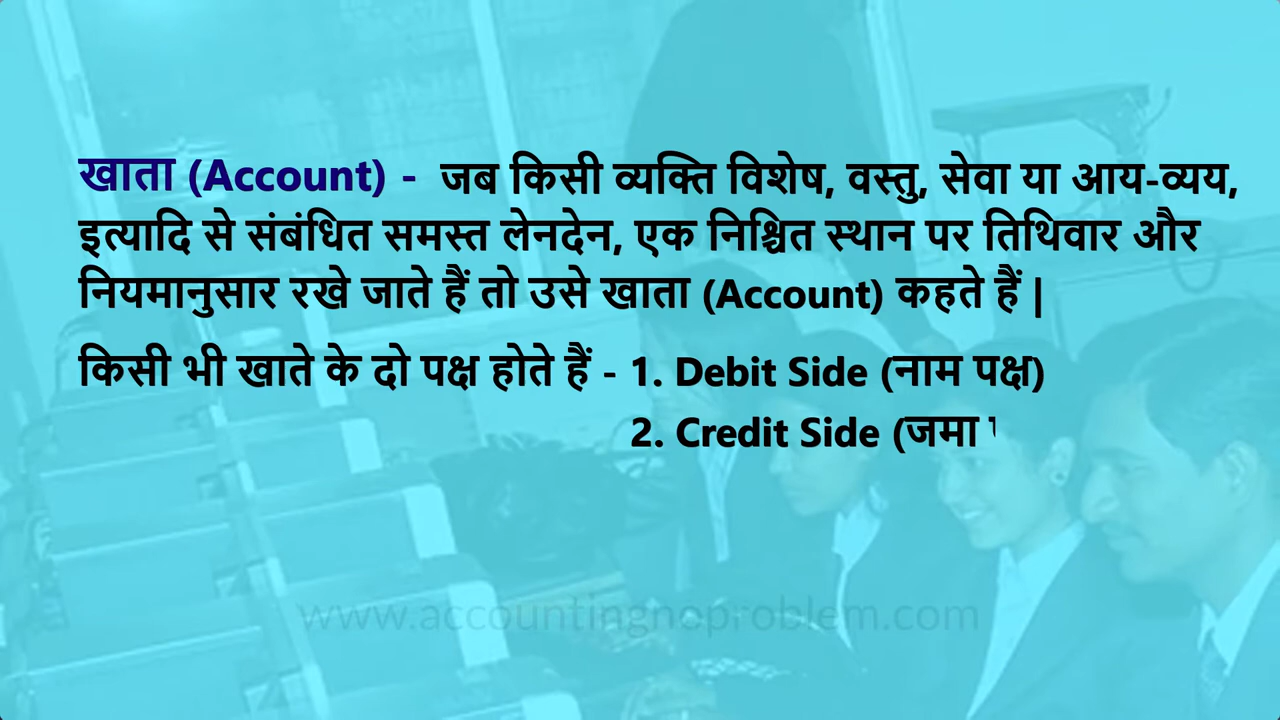 खाता (Account) - जब किसी व्यक्ति विशेष, वस्तु, सेवा या आय-व्यय,
इत्यादि से संबंधित समस्त लेनदेन, एक निश्चित स्थान पर तिथिवार और
नियमानुसार रखे जाते हैं तो उसे खाता (Account) कहते हैं |
किसी भी खाते के दो पक्ष होते हैं - 1. Debit Side (नाम पक्ष)
2. Credit Side (जमा
www.accountingnoproblem.com